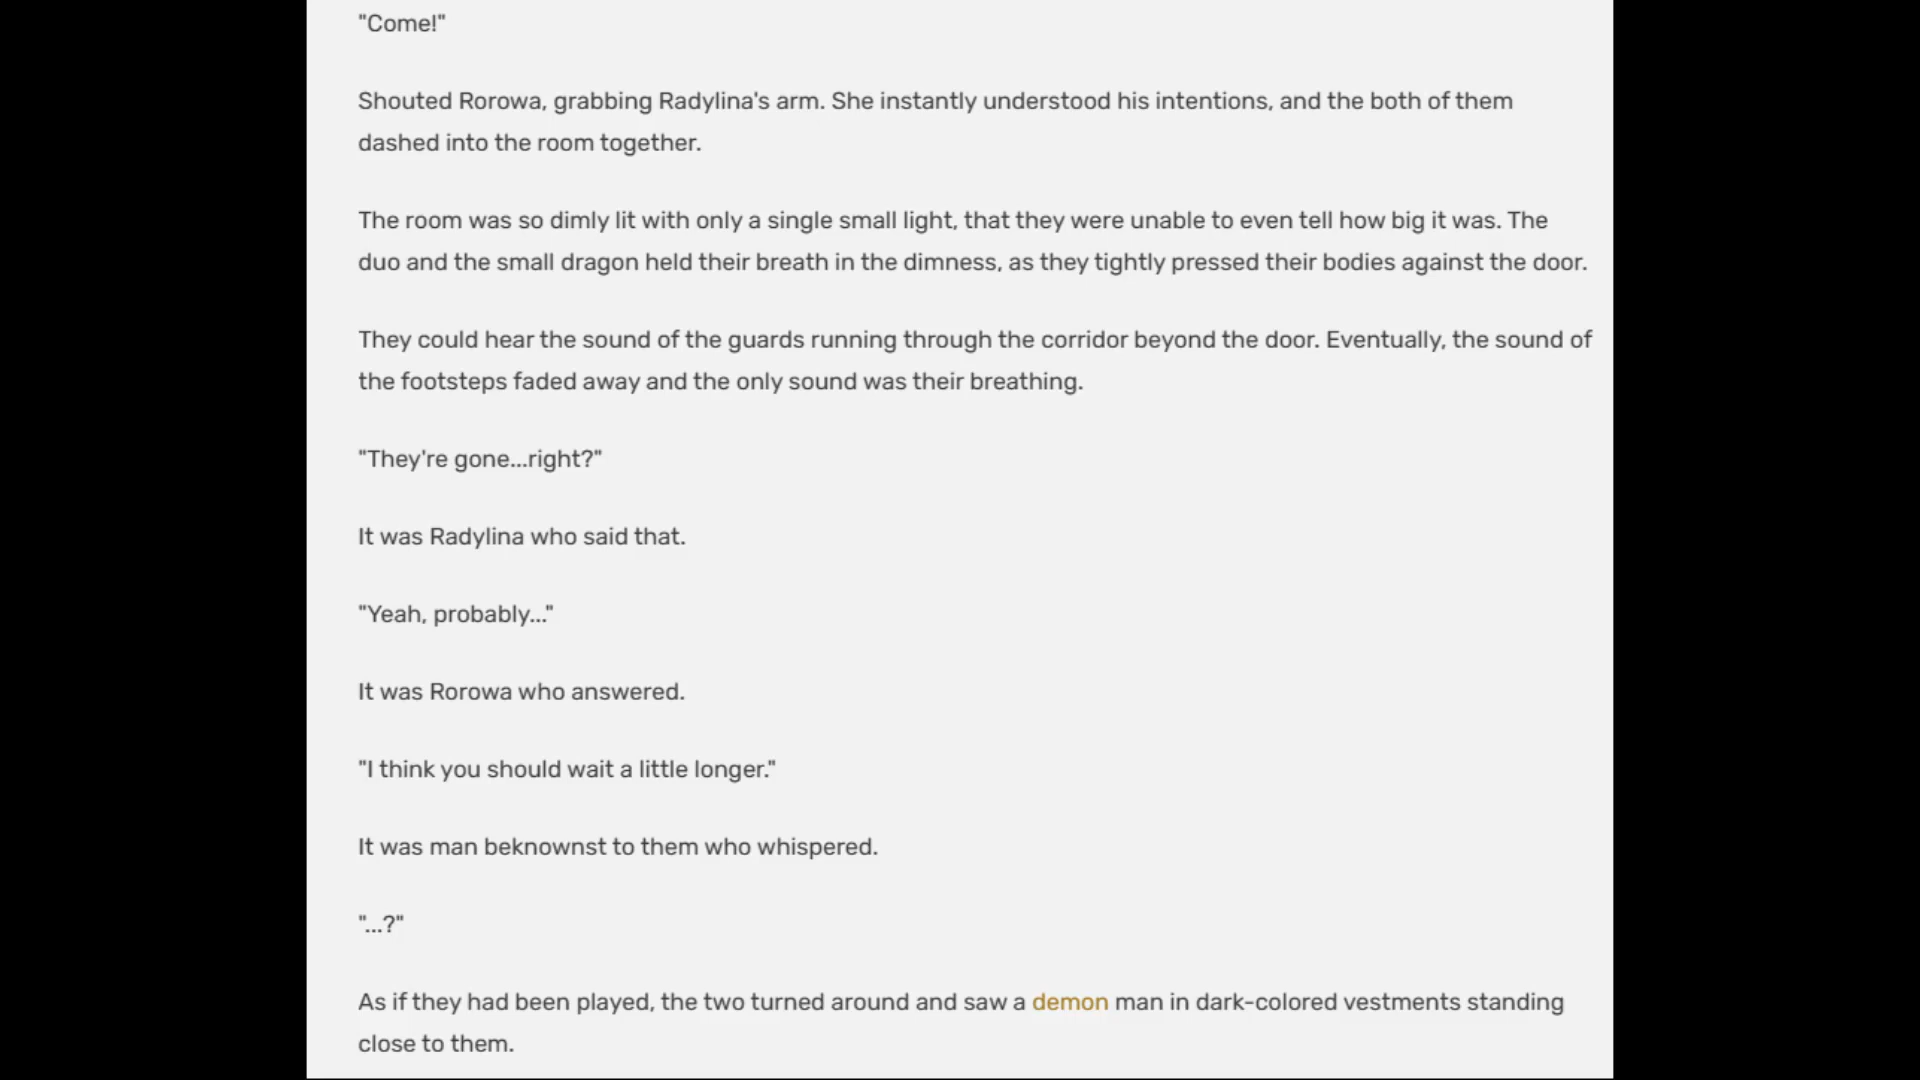 "Come!"
Shouted Rorowa, grabbing Radylina's arm. She instantly understood his intentions, and the both of them
dashed into the room together.
The room was so dimly lit with only a single small light, that they were unable to even tell how big it was. The
duo and the small dragon held their breath in the dimness, as they tightly pressed their bodies against the door.
They could hear the sound of the guards running through the corridor beyond the door. Eventually, the sound of
the footsteps faded away and the only sound was their breathing.
"They're gone...right?"
It was Radylina who said that.
"Yeah, probably..."
It was Rorowa who answered.
"I think you should wait a little longer."
It was man beknownst to them who whispered.
"...?"
As if they had been played, the two turned around and saw a demon man in dark-colored vestments standing
close to them.